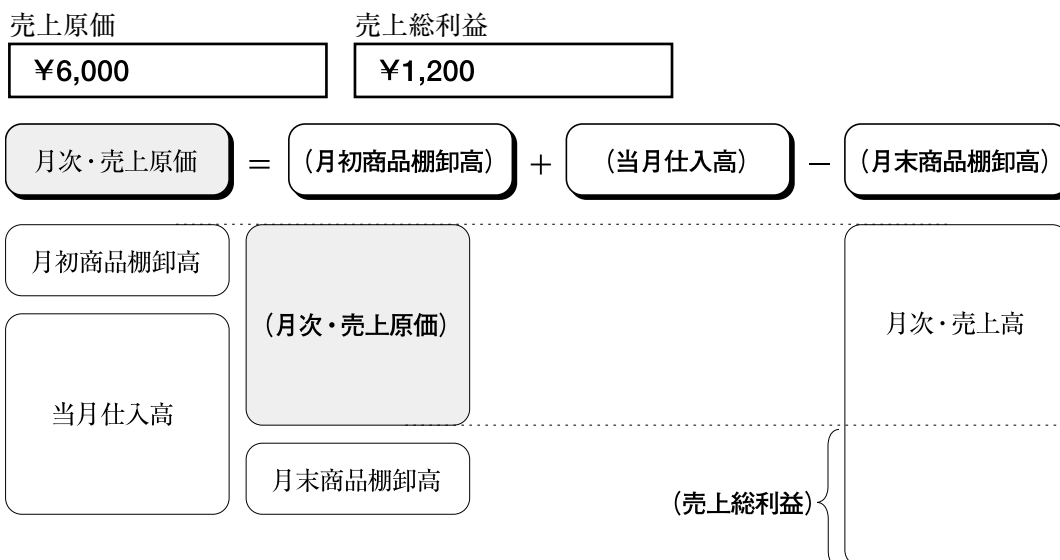 売上原価 売上総利益
¥6,000 ¥1,200
月次・売上原価 = (月初商品棚卸高) + (当月仕入高) − (月末商品棚卸高)
月初商品棚卸高
(月次・売上原価) 月次・売上高
当月仕入高
月末商品棚卸高
(売上総利益)